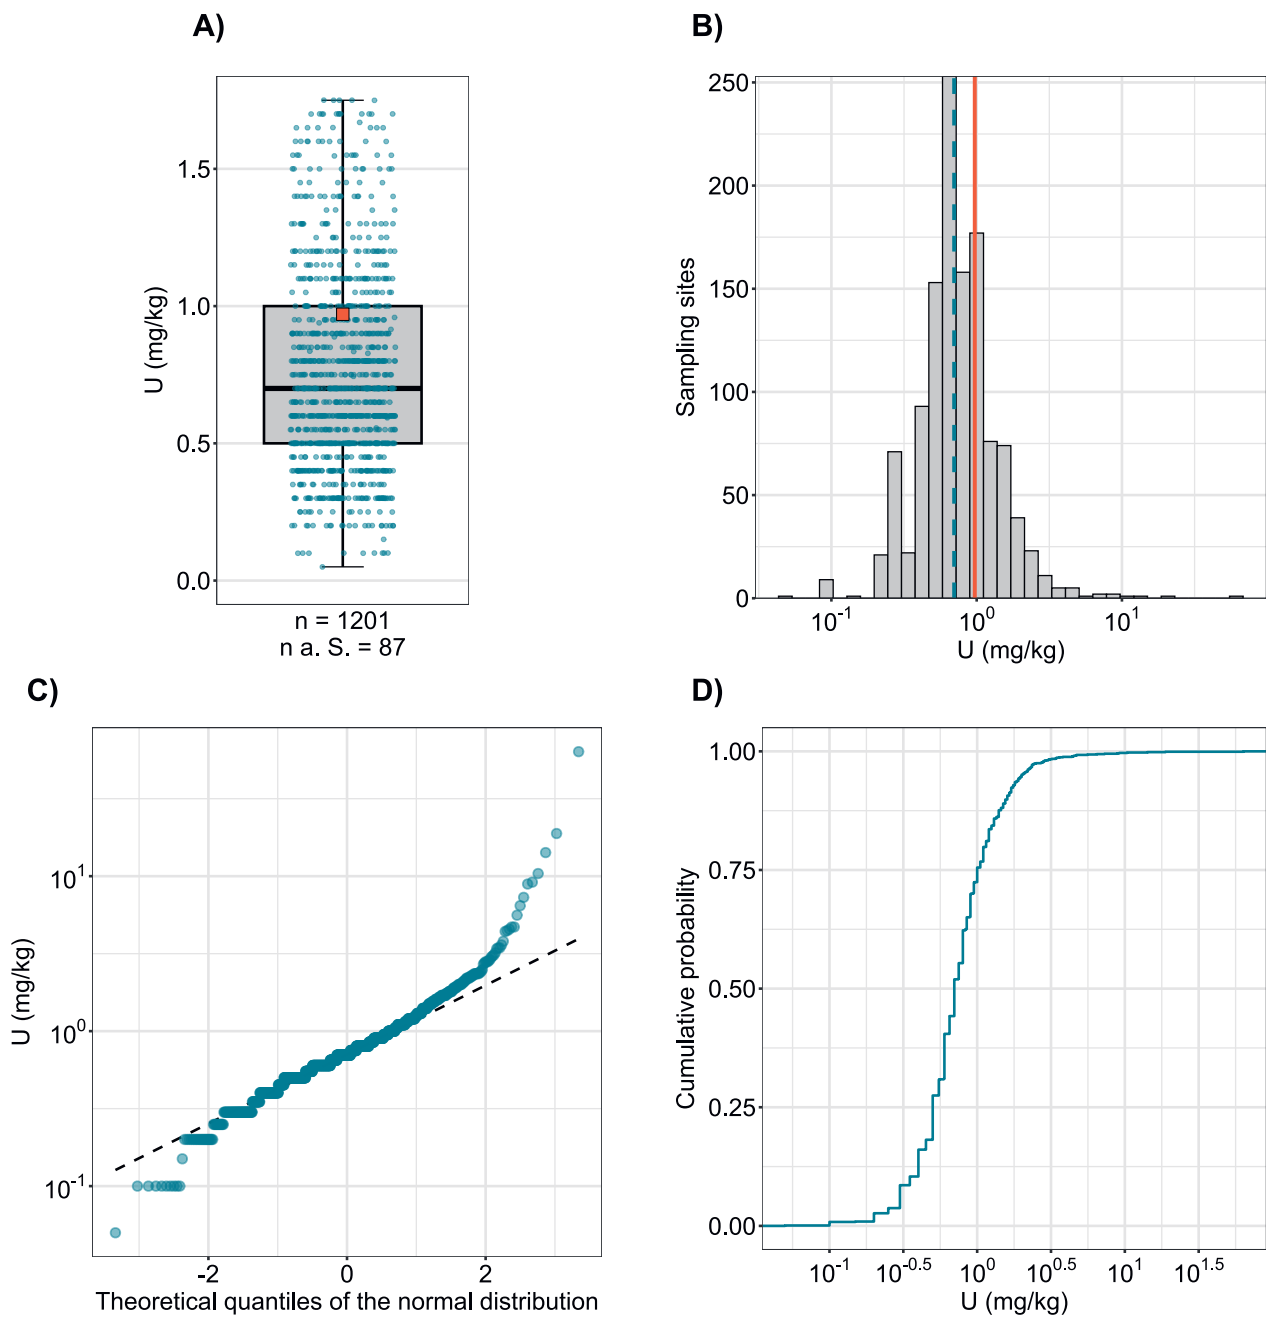 A)
U (mg/kg)
1.5
1.0
0.5
0.0
n = 1201
n a. S. = 87
B)
Sampling sites
250
200
150
100
50
0
10⁻¹
10⁰
10¹
U (mg/kg)
C)
U (mg/kg)
10¹
10⁰
10⁻¹
-2
0
2
Theoretical quantiles of the normal distribution
D)
Cumulative probability
1.00
0.75
0.50
0.25
0.00
10⁻¹
10⁻⁰·⁵
10⁰
10⁰·⁵
10¹
10¹·⁵
U (mg/kg)